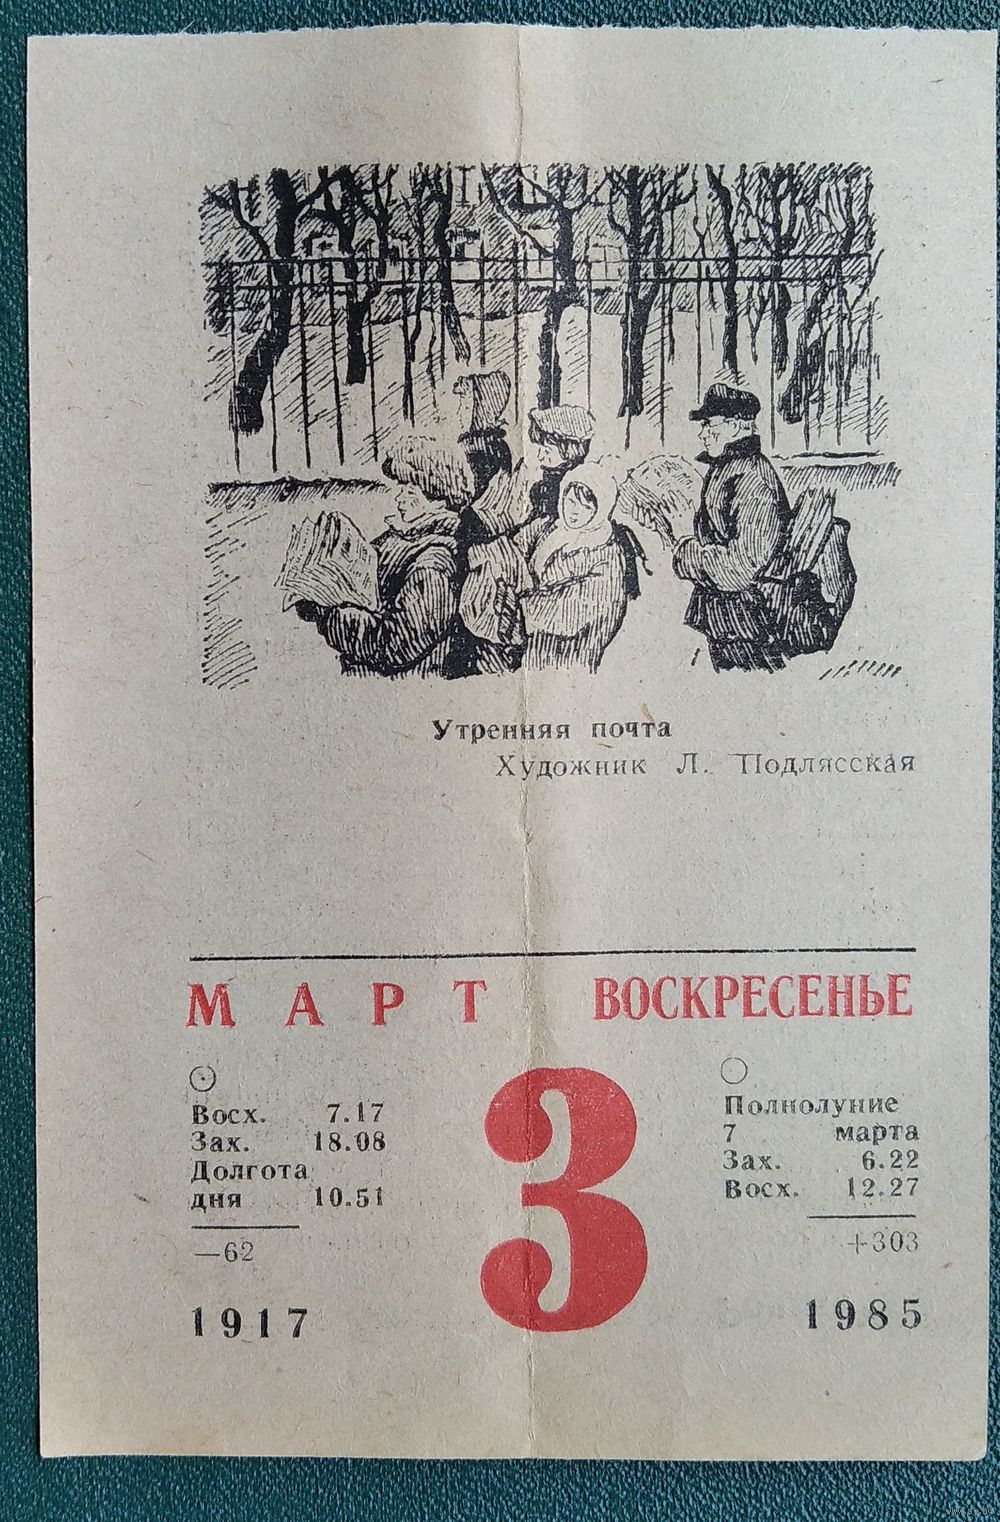 Утренняя почта
Художник Л. Подлясская
МАРТ ВОСКРЕСЕНЬЕ
Восх. 7.17
Зах. 18.08
Долгота
дня 10.51
—62
1917
3
Полнолуние
7 марта
Зах. 6.22
Восх. 12.27
+303
1985